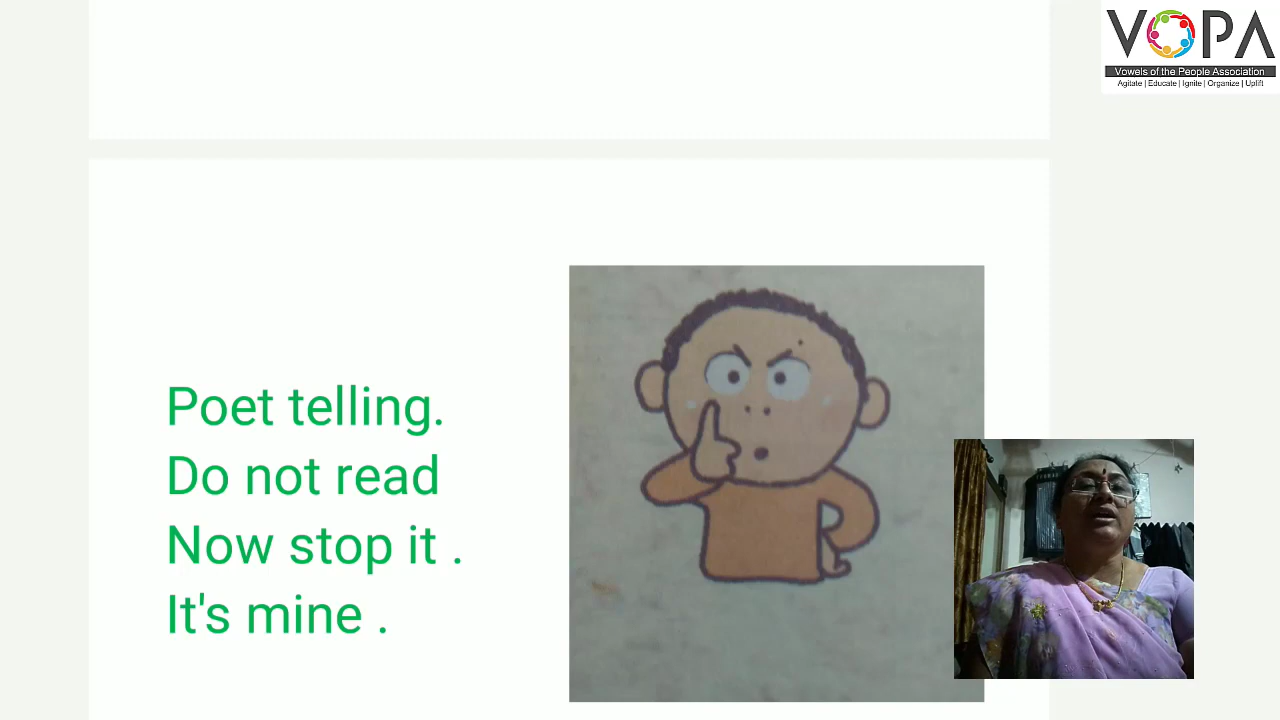 VOPA
Vowels of the People Association
Agitate | Educate | Ignite | Organize | Uplift
Poet telling.
Do not read
Now stop it .
It's mine .